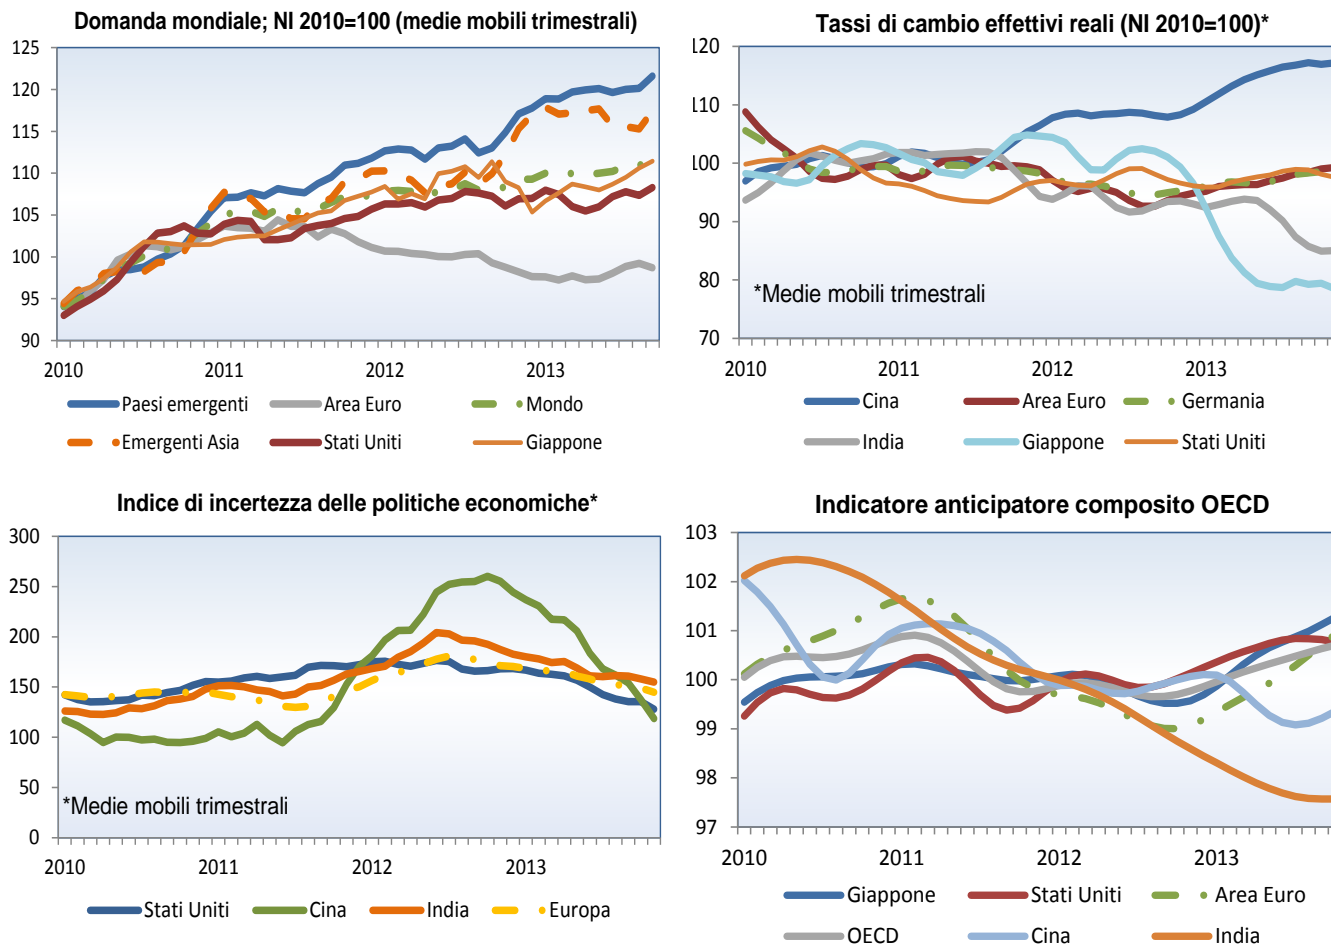 Domanda mondiale; NI 2010=100 (medie mobili trimestrali)
125
120
115
110
105
100
95
90
2010 2011 2012 2013
Paesi emergenti Area Euro Mondo
Emergenti Asia Stati Uniti Giappone
Tassi di cambio effettivi reali (NI 2010=100)*
120
110
100
90
80
70
*Medie mobili trimestrali
2010 2011 2012 2013
Cina Area Euro Germania
India Giappone Stati Uniti
Indice di incertezza delle politiche economiche*
300
250
200
150
100
50
0
*Medie mobili trimestrali
2010 2011 2012 2013
Stati Uniti Cina India Europa
Indicatore anticipatore composito OECD
103
102
101
100
99
98
97
2010 2011 2012 2013
Giappone Stati Uniti Area Euro
OECD Cina India